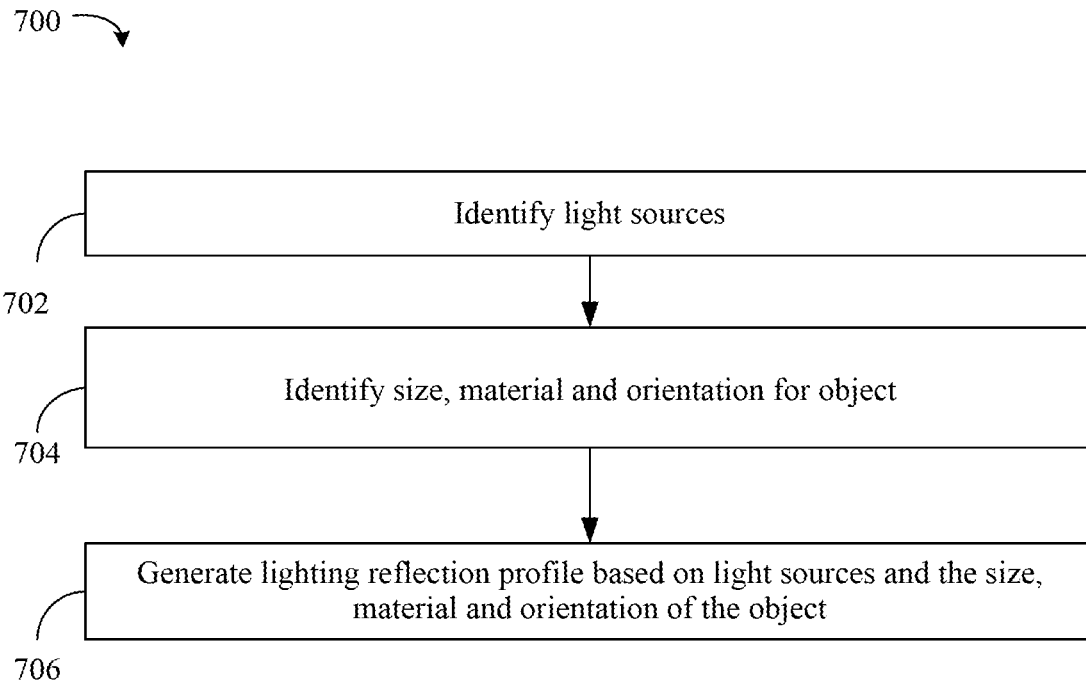 700
Identify light sources
702
Identify size, material and orientation for object
704
Generate lighting reflection profile based on light sources and the size,
material and orientation of the object
706